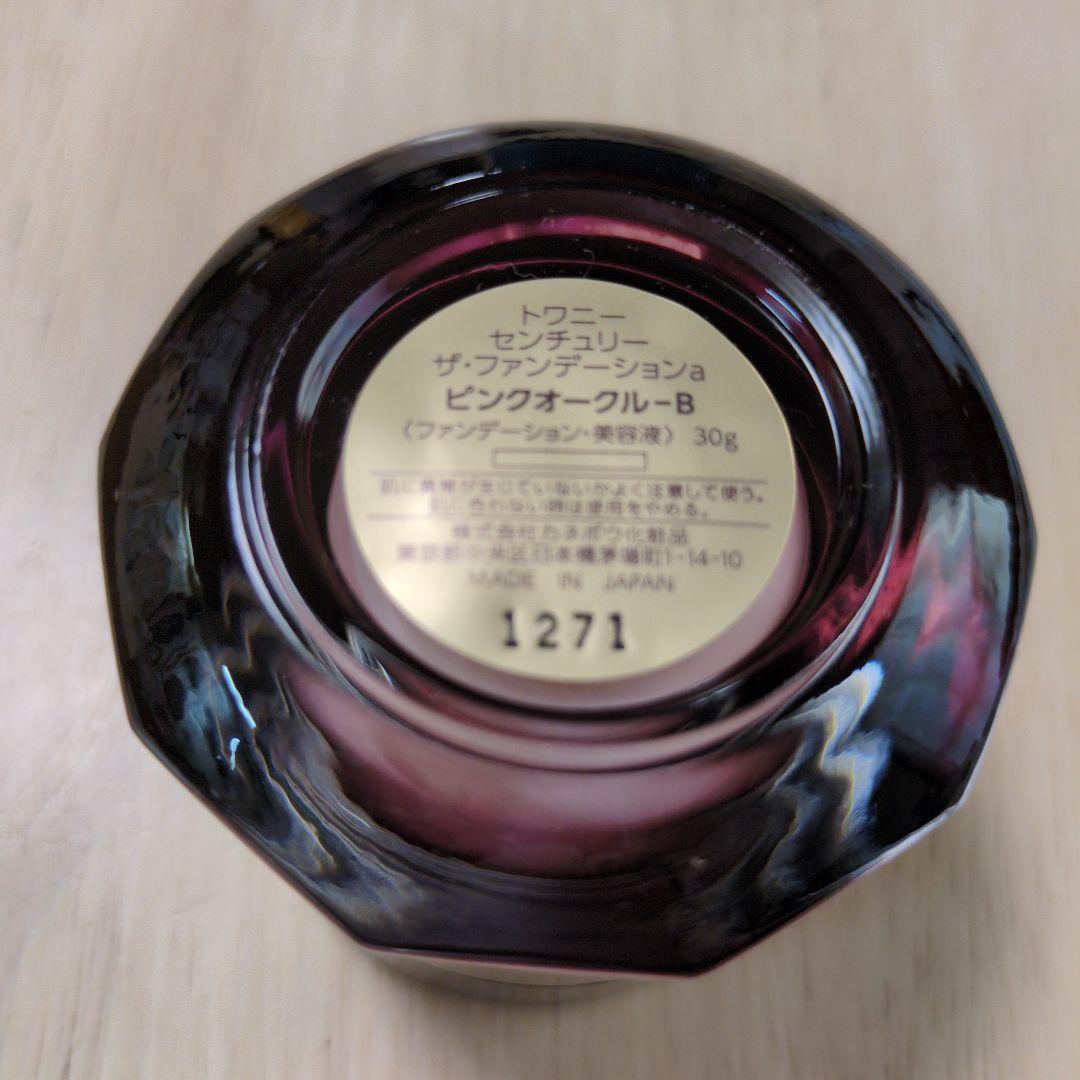 トワニー
センチュリー
ザ・ファンデーションa
ピンクオークル-B
〈ファンデーション・美容液〉 30g
肌に異常が生じていないかよく注意して使う。
肌に合わない時は使用をやめる。
株式会社カネボウ化粧品
東京都中央区日本橋茅場町1-14-10
MADE IN JAPAN
1271